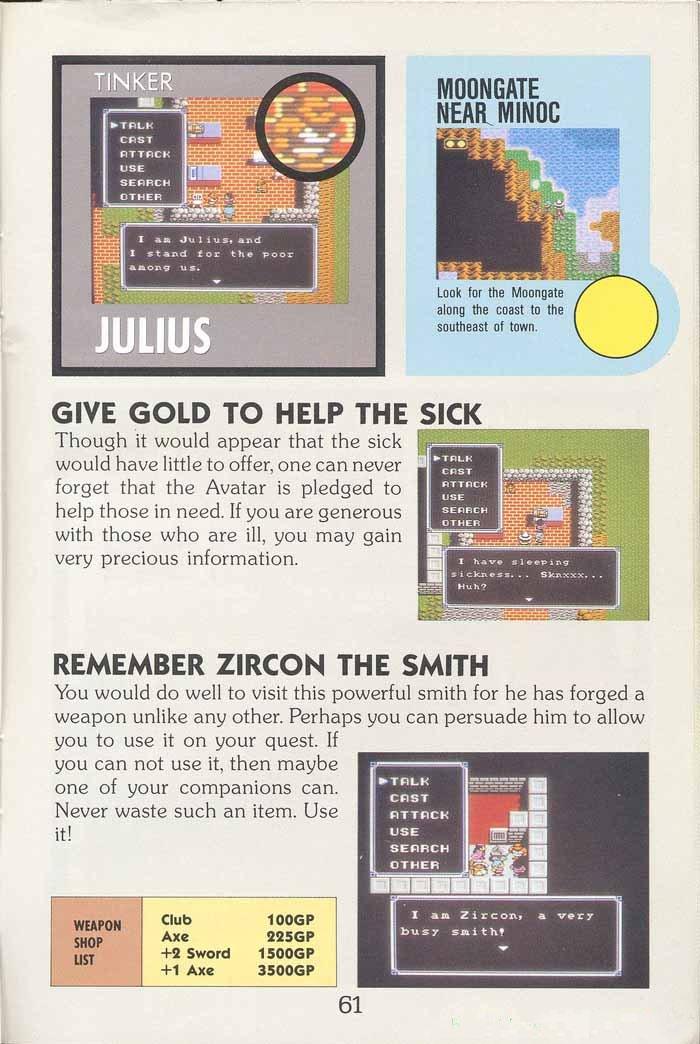 TINKER
▶TALK
CAST
ATTACK
USE
SEARCH
OTHER
I am Julius, and
I stand for the poor
among us.
JULIUS
MOONGATE
NEAR MINOC
Look for the Moongate
along the coast to the
southeast of town.
GIVE GOLD TO HELP THE SICK
Though it would appear that the sick
would have little to offer, one can never
forget that the Avatar is pledged to
help those in need. If you are generous
with those who are ill, you may gain
very precious information.
▶TALK
CAST
ATTACK
USE
SEARCH
OTHER
I have sleeping
sickness... Sknxxx...
Huh?
REMEMBER ZIRCON THE SMITH
You would do well to visit this powerful smith for he has forged a
weapon unlike any other. Perhaps you can persuade him to allow
you to use it on your quest. If
you can not use it, then maybe
one of your companions can.
Never waste such an item. Use
it!
▶TALK
CAST
ATTACK
USE
SEARCH
OTHER
I am Zircon, a very
busy smith!
WEAPON
SHOP
LIST
Club 100GP
Axe 225GP
+2 Sword 1500GP
+1 Axe 3500GP
61